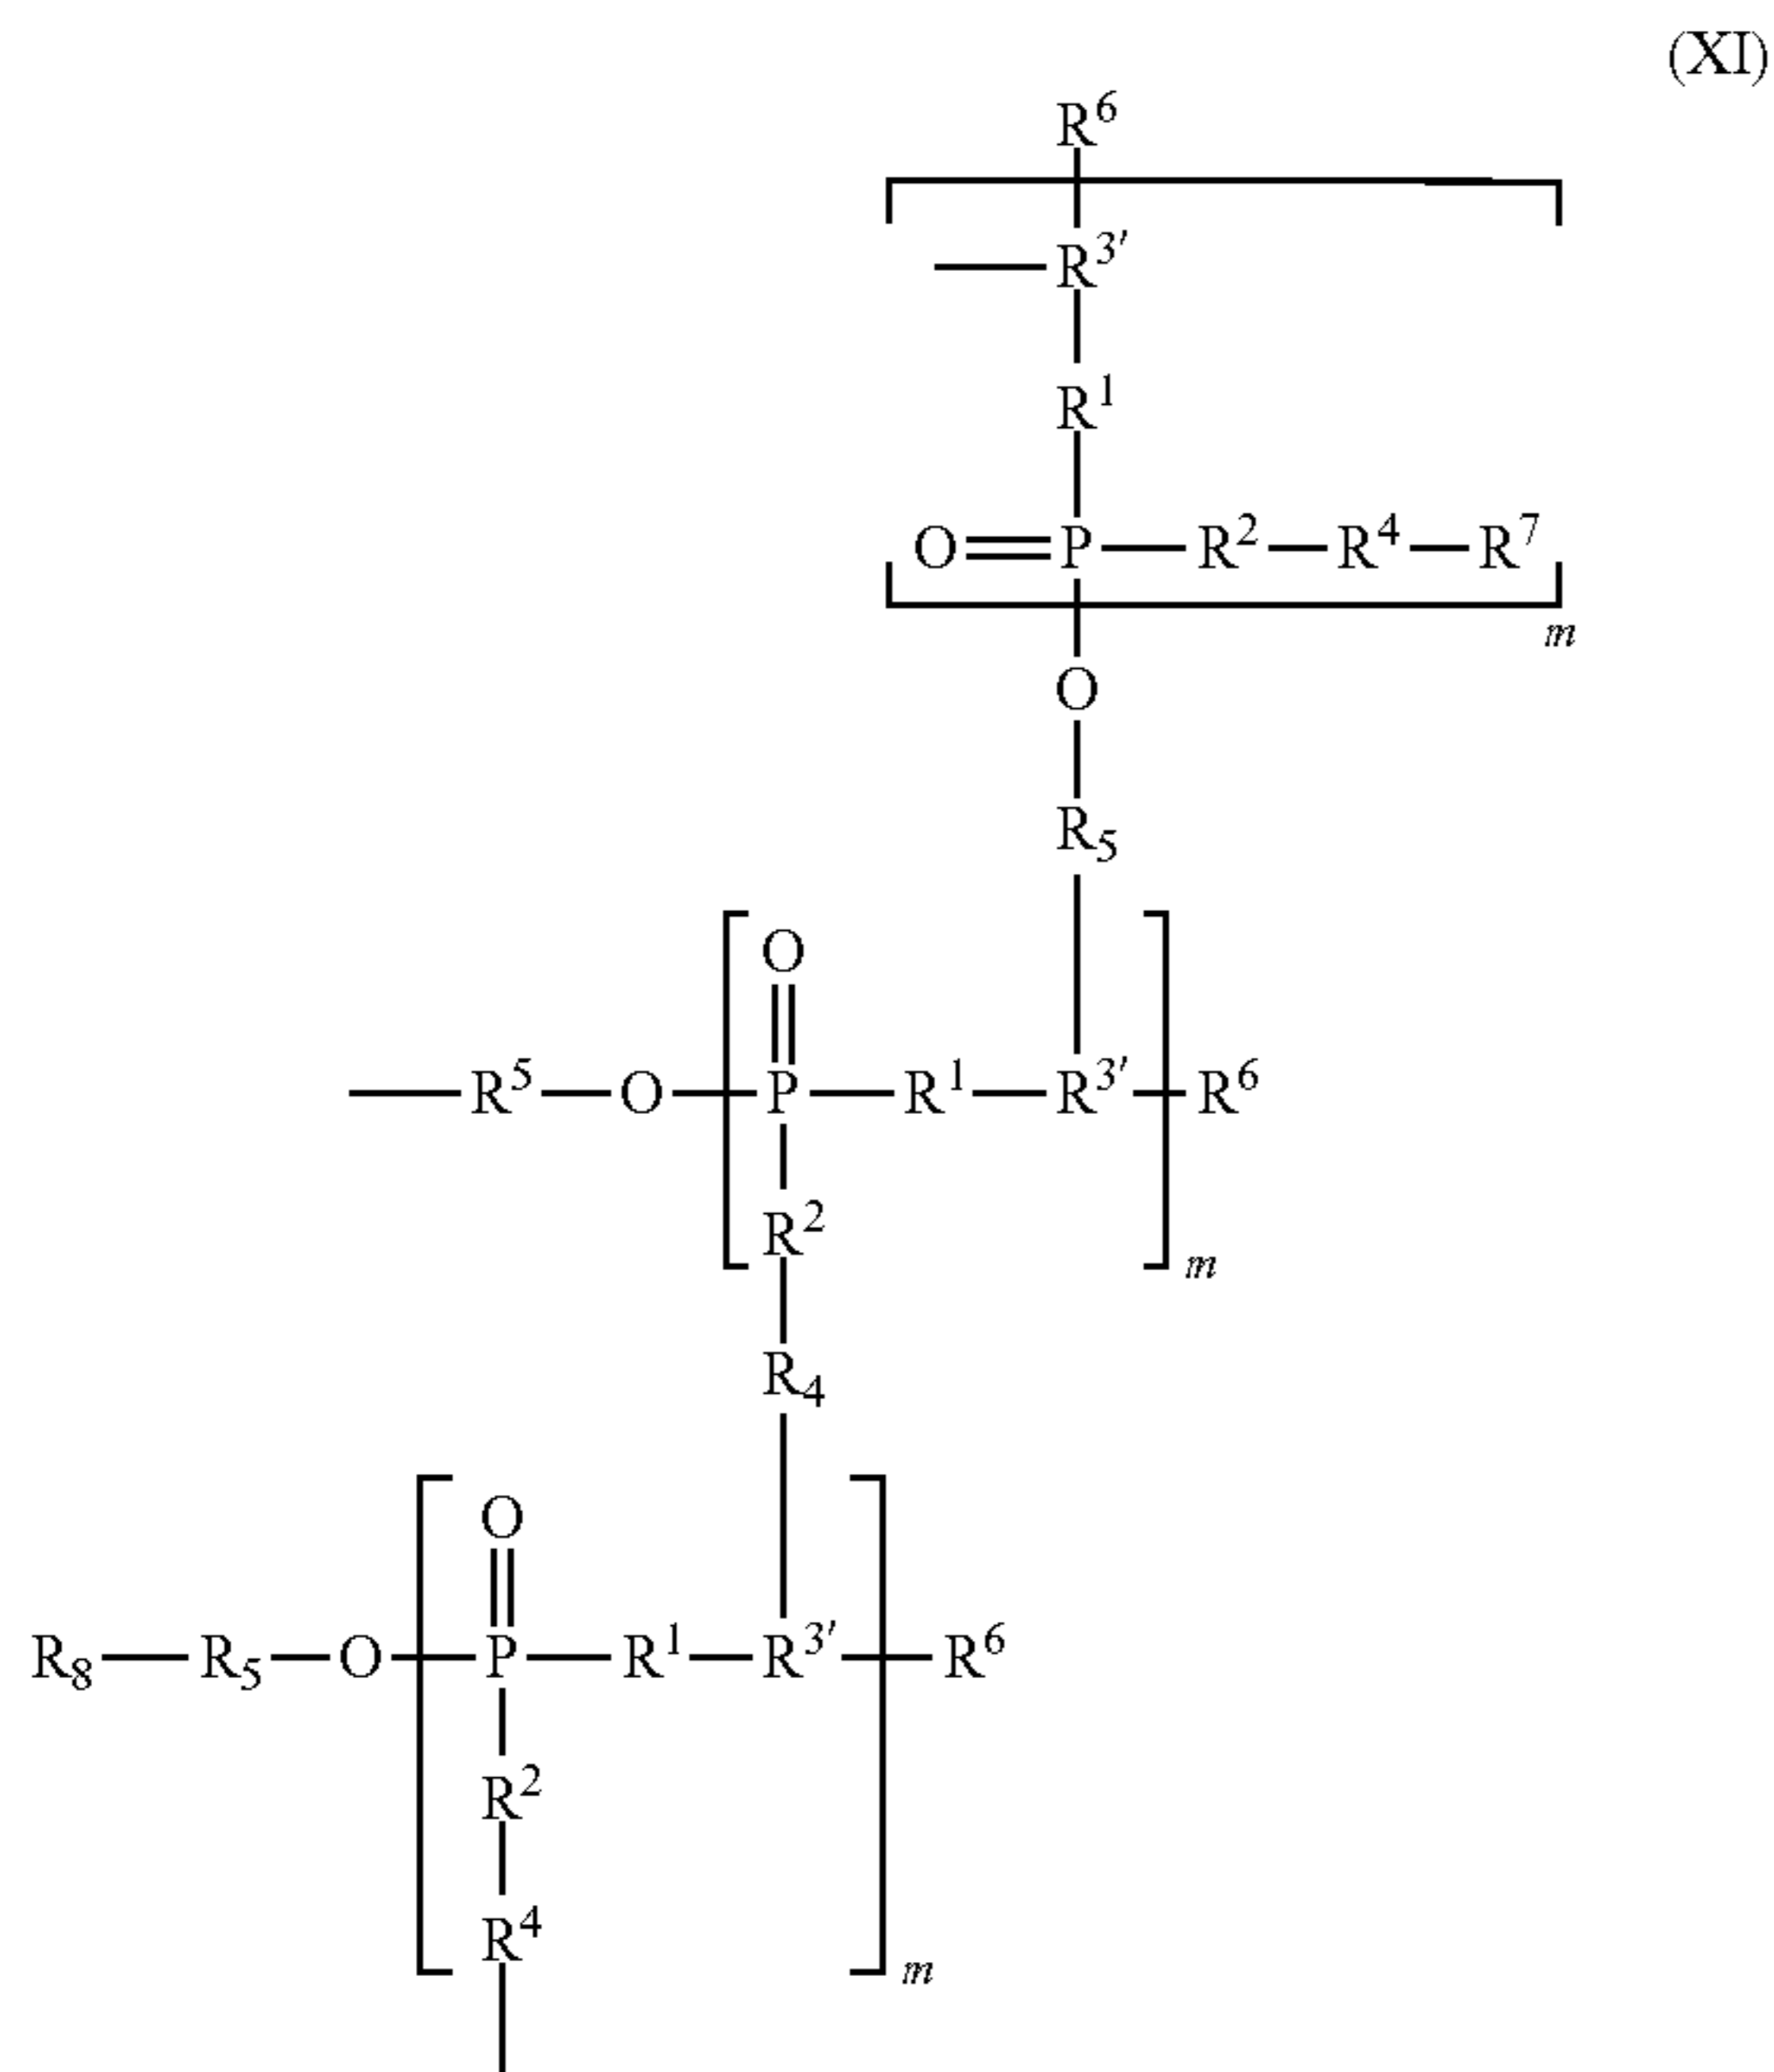 (XI)
R⁶
R³′
R¹
O P R² R⁴ R⁷
m
O
R₅
O
R⁵ O P R¹ R³′ R⁶
R²
m
R₄
O
R₈ R₅ O P R¹ R³′ R⁶
R²
R⁴
m